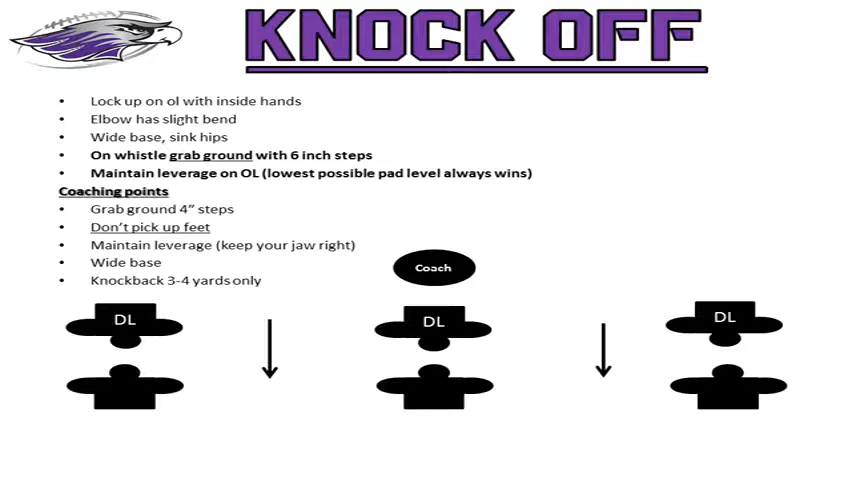 KNOCK OFF
• Lock up on ol with inside hands
• Elbow has slight bend
• Wide base, sink hips
• On whistle grab ground with 6 inch steps
• Maintain leverage on OL (lowest possible pad level always wins)
Coaching points
• Grab ground 4” steps
• Don’t pick up feet
• Maintain leverage (keep your jaw right)
• Wide base
• Knockback 3-4 yards only
Coach
DL
DL
DL